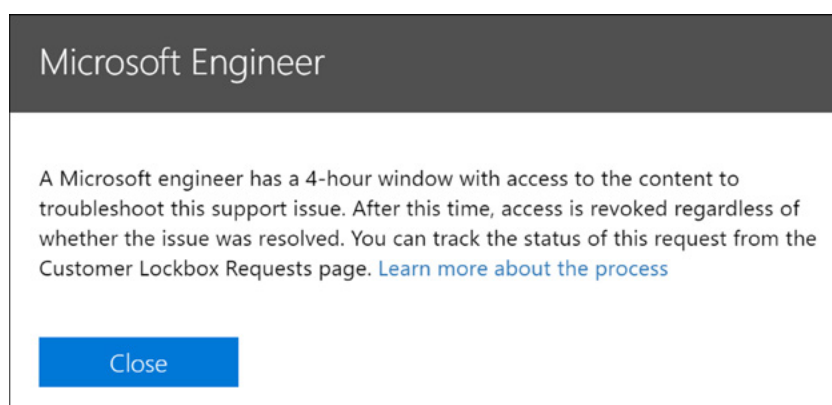 Microsoft Engineer
A Microsoft engineer has a 4-hour window with access to the content to
troubleshoot this support issue. After this time, access is revoked regardless of
whether the issue was resolved. You can track the status of this request from the
Customer Lockbox Requests page. Learn more about the process
Close